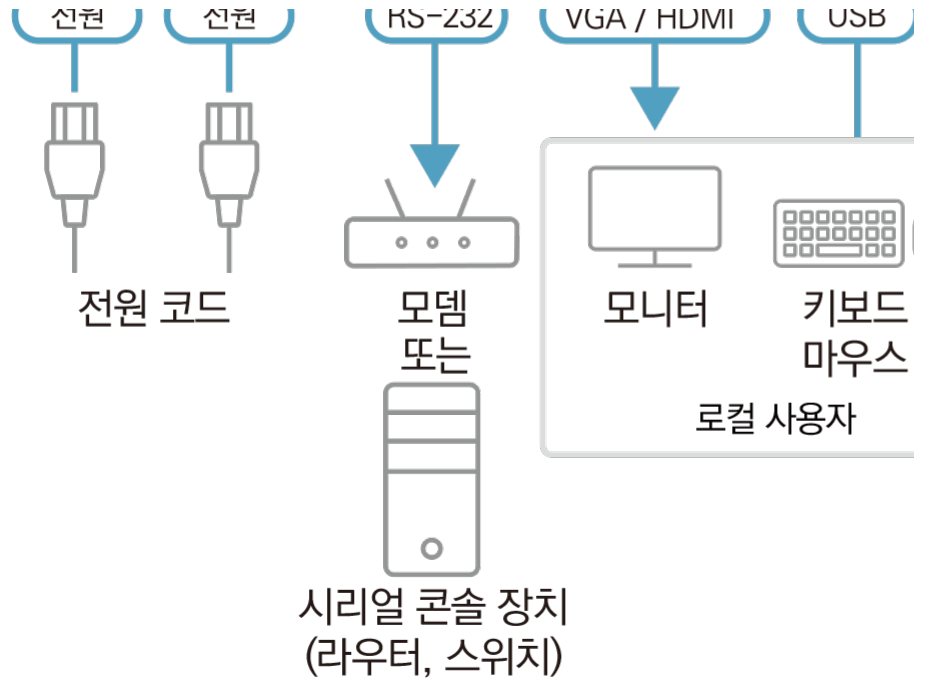 전원 전원 RS-232 VGA / HDMI USB
전원 코드
모뎀
또는
모니터
키보드
마우스
로컬 사용자
시리얼 콘솔 장치
(라우터, 스위치)